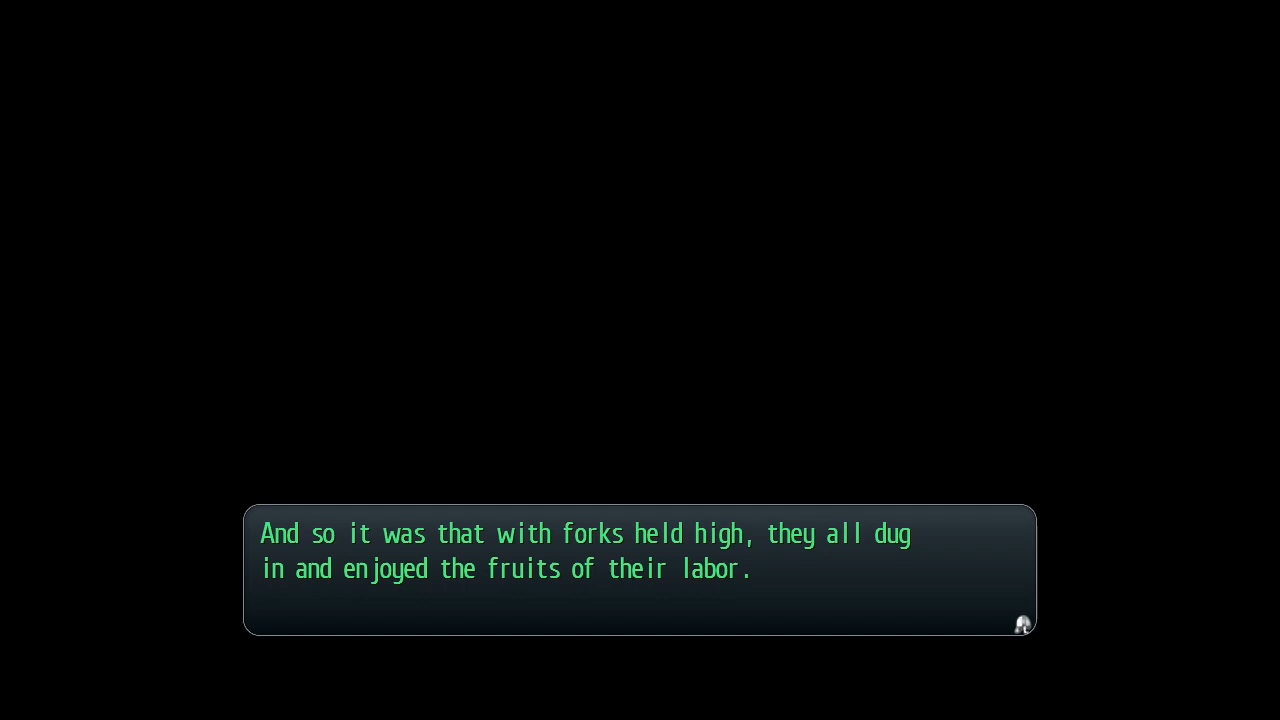 And so it was that with forks held high, they all dug
in and enjoyed the fruits of their labor.